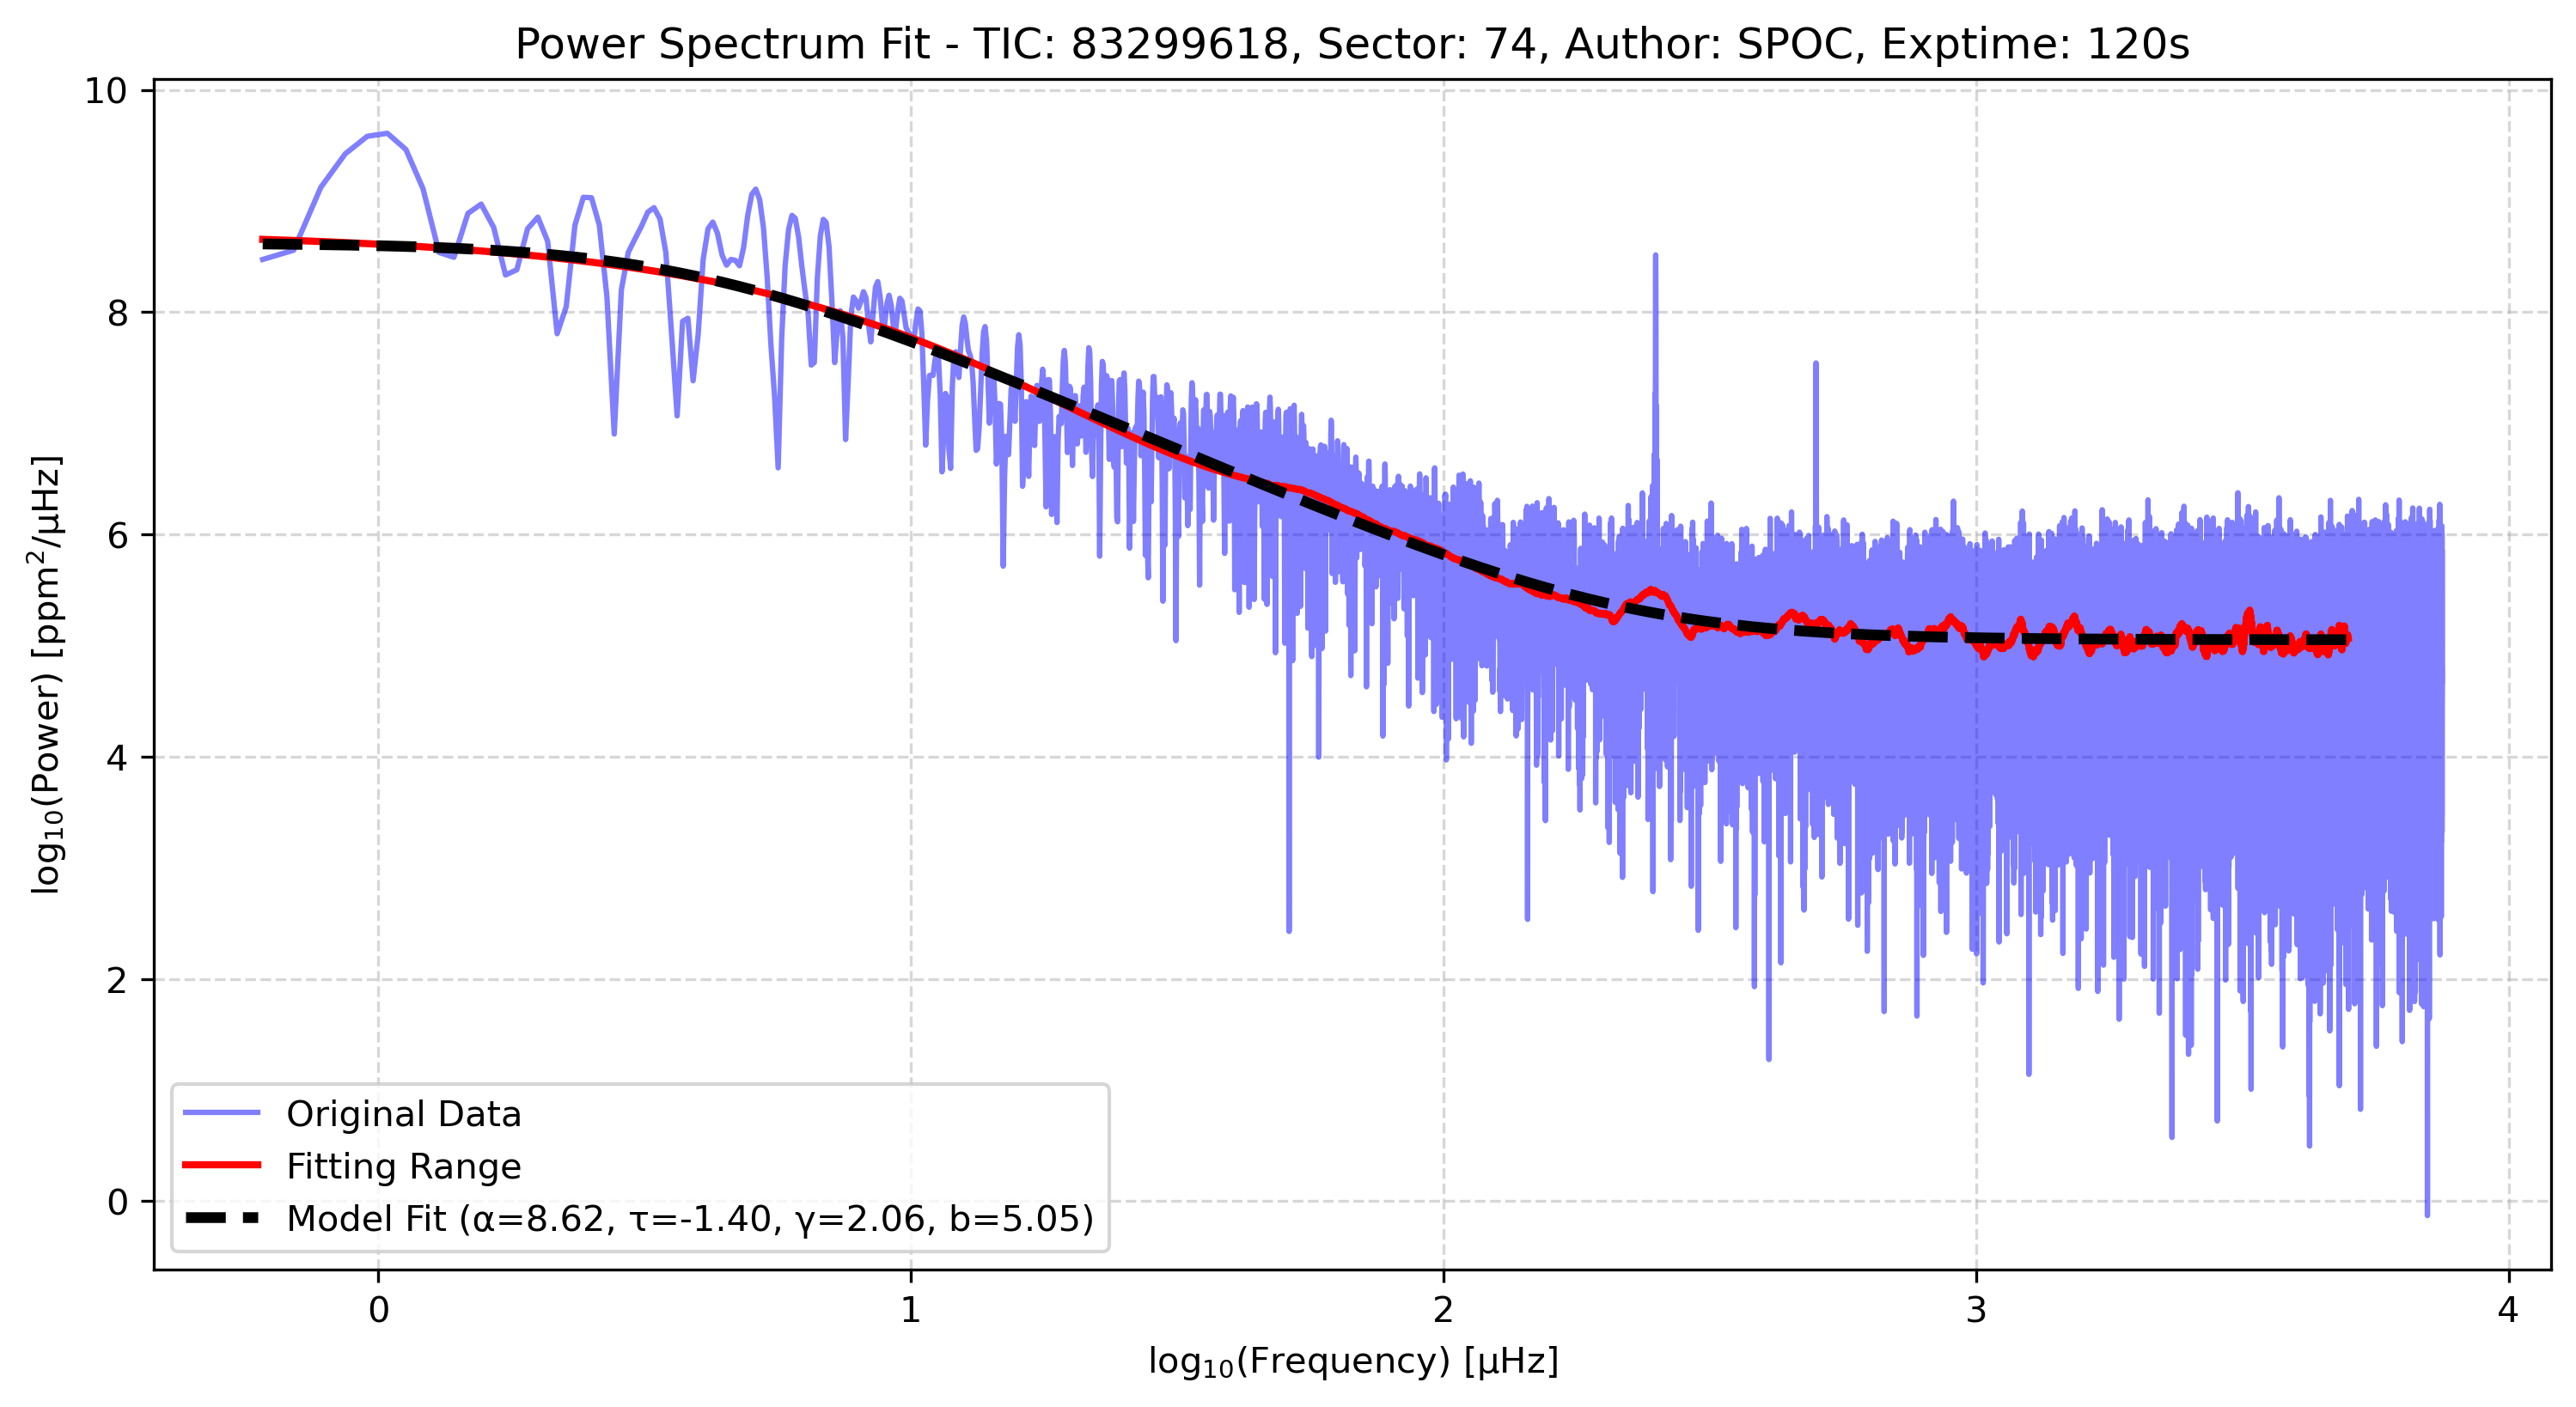 Power Spectrum Fit - TIC: 83299618, Sector: 74, Author: SPOC, Exptime: 120s
log₁₀(Power) [ppm²/μHz]
10
8
6
4
2
0
Original Data
Fitting Range
Model Fit (α=8.62, τ=-1.40, γ=2.06, b=5.05)
0 1 2 3 4
log₁₀(Frequency) [μHz]